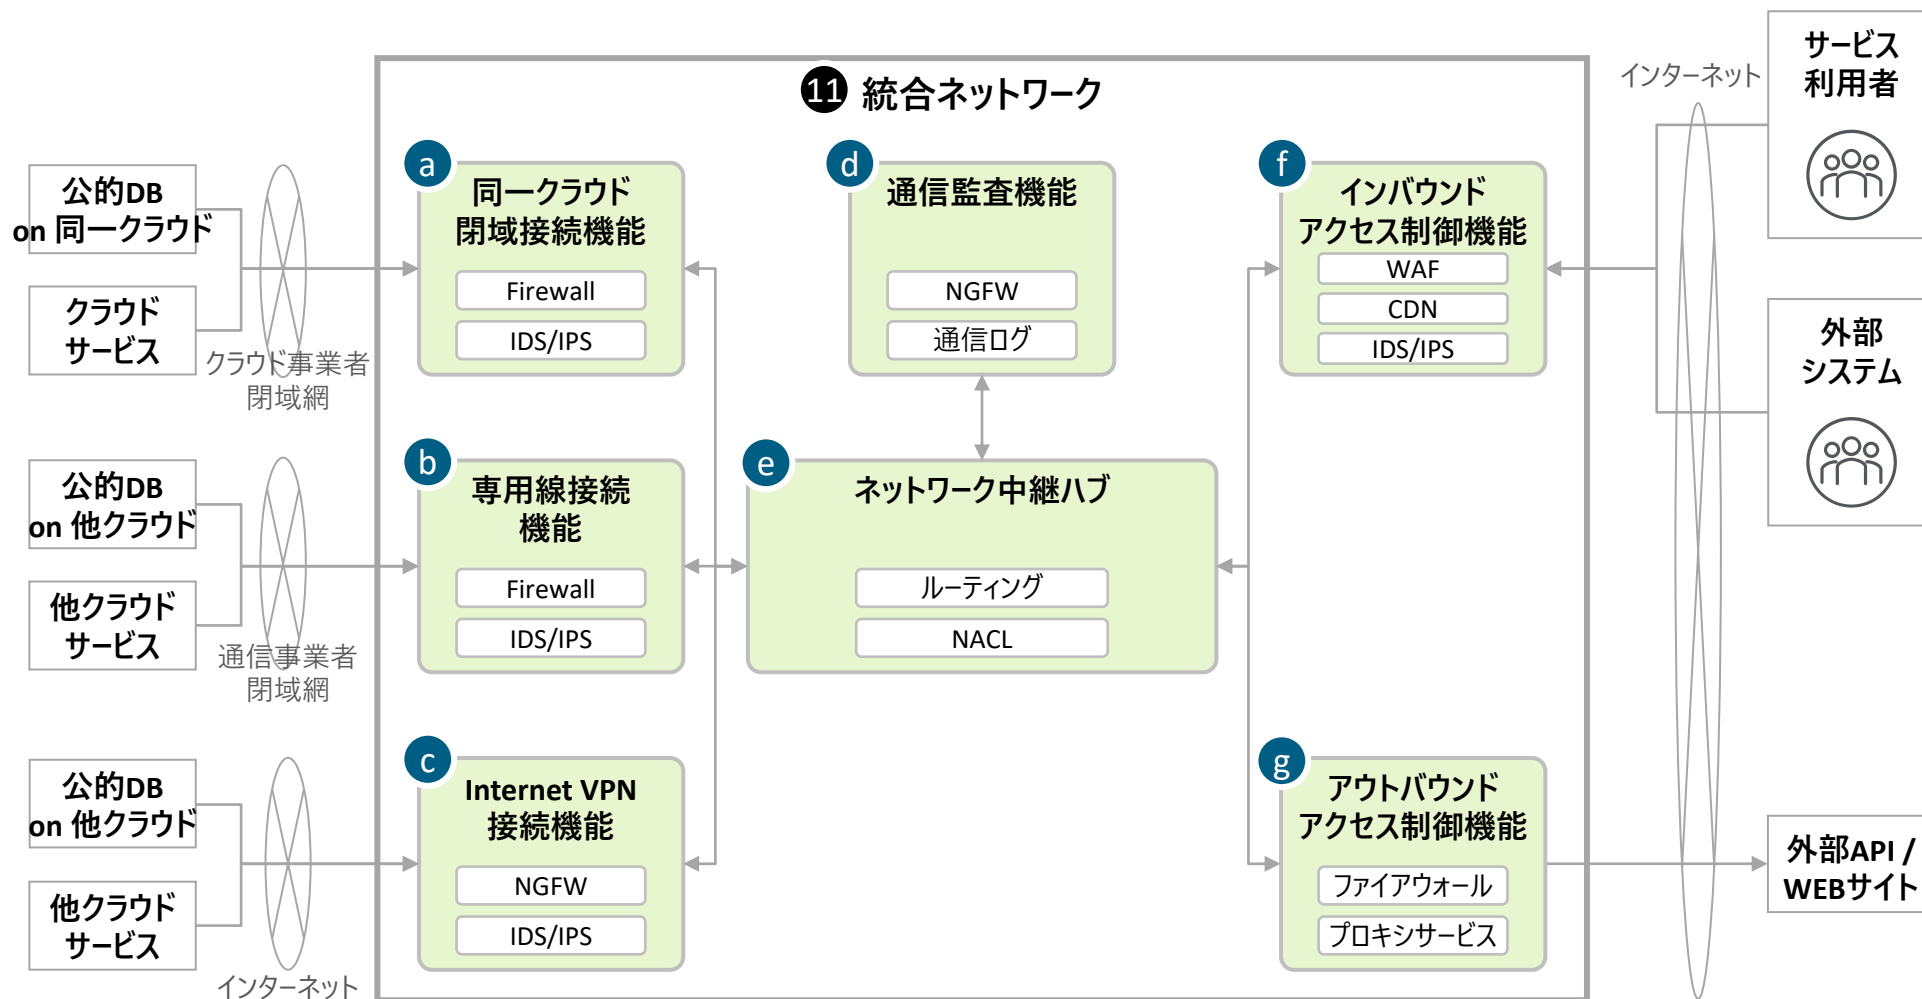 11 統合ネットワーク
公的DB
on 同一クラウド
クラウド
サービス
クラウド事業者
閉域網
公的DB
on 他クラウド
他クラウド
サービス
通信事業者
閉域網
公的DB
on 他クラウド
他クラウド
サービス
インターネット
a
同一クラウド
閉域接続機能
Firewall
IDS/IPS
b
専用線接続
機能
Firewall
IDS/IPS
c
Internet VPN
接続機能
NGFW
IDS/IPS
d
通信監査機能
NGFW
通信ログ
e
ネットワーク中継ハブ
ルーティング
NACL
f
インバウンド
アクセス制御機能
WAF
CDN
IDS/IPS
g
アウトバウンド
アクセス制御機能
ファイアウォール
プロキシサービス
インターネット
サービス
利用者
外部
システム
外部API /
WEBサイト